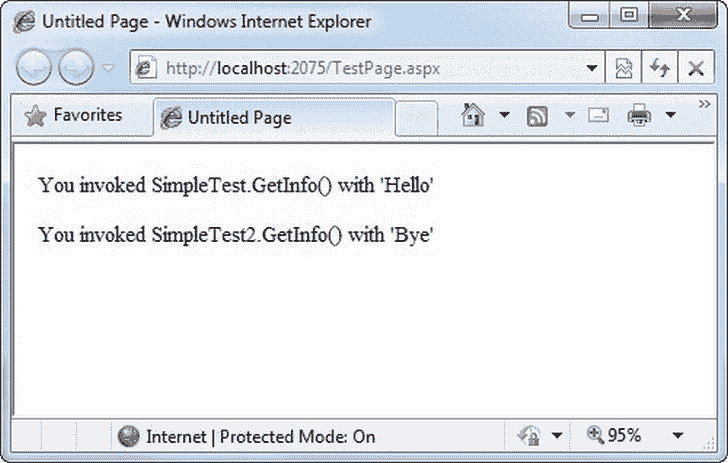 Untitled Page - Windows Internet Explorer
http://localhost:2075/TestPage.aspx
Favorites
Untitled Page
»
You invoked SimpleTest.GetInfo() with 'Hello'
You invoked SimpleTest2.GetInfo() with 'Bye'
Internet | Protected Mode: On
95%